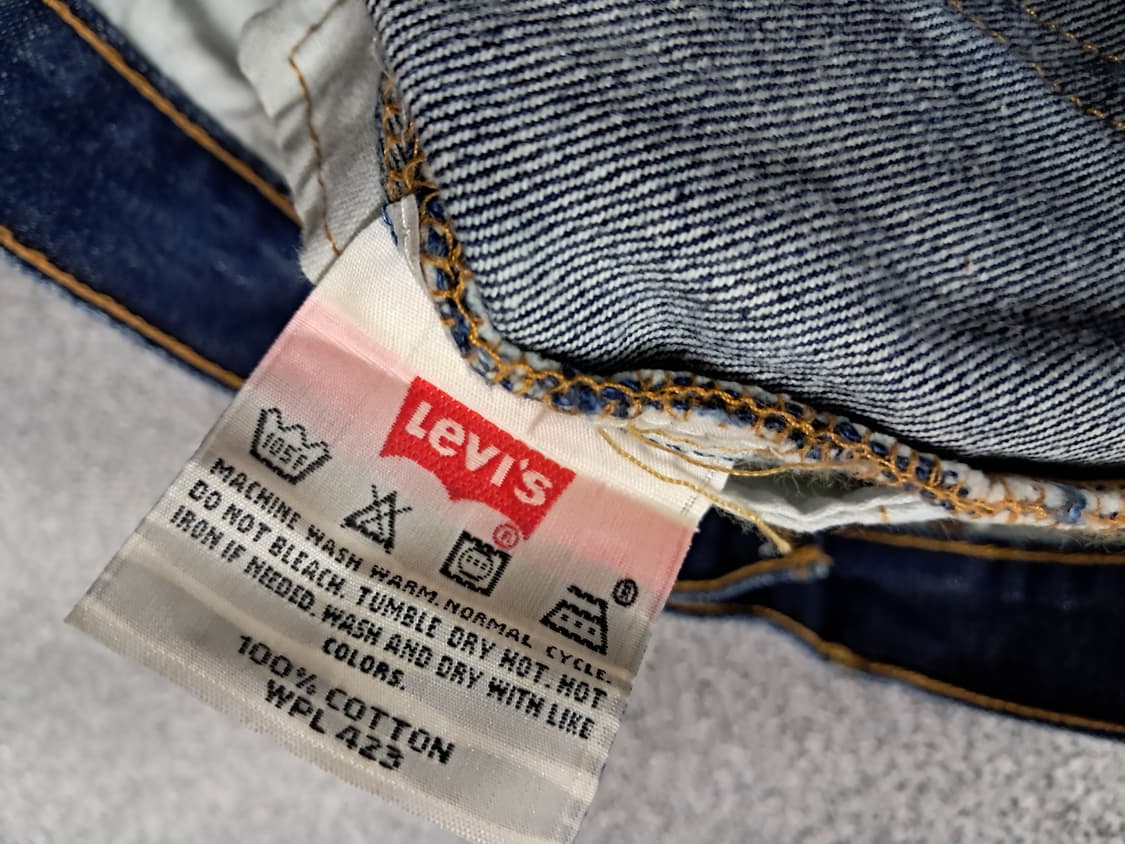 Levi's
®
105F
®
MACHINE WASH WARM, NORMAL CYCLE.
DO NOT BLEACH. TUMBLE DRY HOT. HOT
IRON IF NEEDED. WASH AND DRY WITH LIKE
COLORS.
100% COTTON
WPL 423